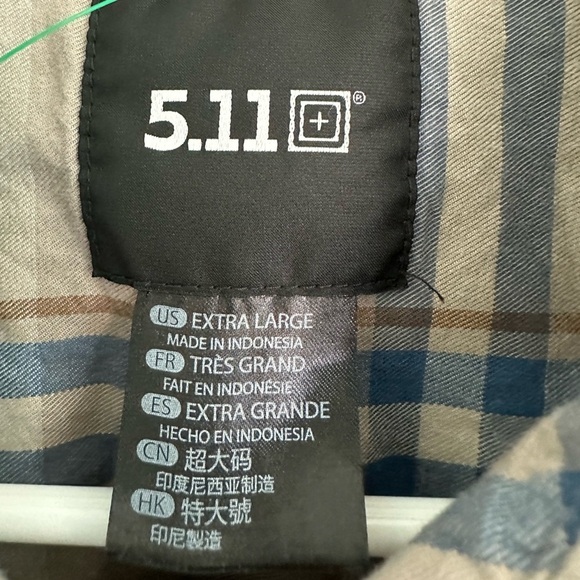 5.11®
US EXTRA LARGE
MADE IN INDONESIA
FR TRÈS GRAND
FAIT EN INDONÉSIE
ES EXTRA GRANDE
HECHO EN INDONESIA
CN 超大码
印度尼西亚制造
HK 特大號
印尼製造